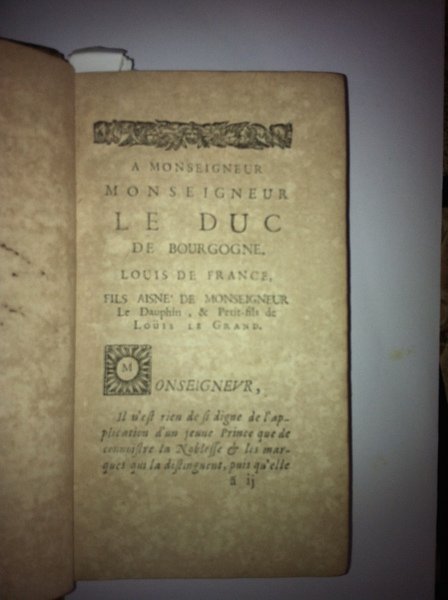 A MONSEIGNEUR
MONSEIGNEUR
LE DUC
DE BOURGOGNE,
LOUIS DE FRANCE,
FILS AISNE' DE MONSEIGNEUR
Le Dauphin, & Petit-fils de
LOÜIS LE GRAND.
MONSEIGNEVR,
Il n'est rien de si digne de l'ap-
plication d'un jeune Prince que de
connoistre la Noblesse & les mar-
ques qui la distinguent, puis qu'elle
ã ij